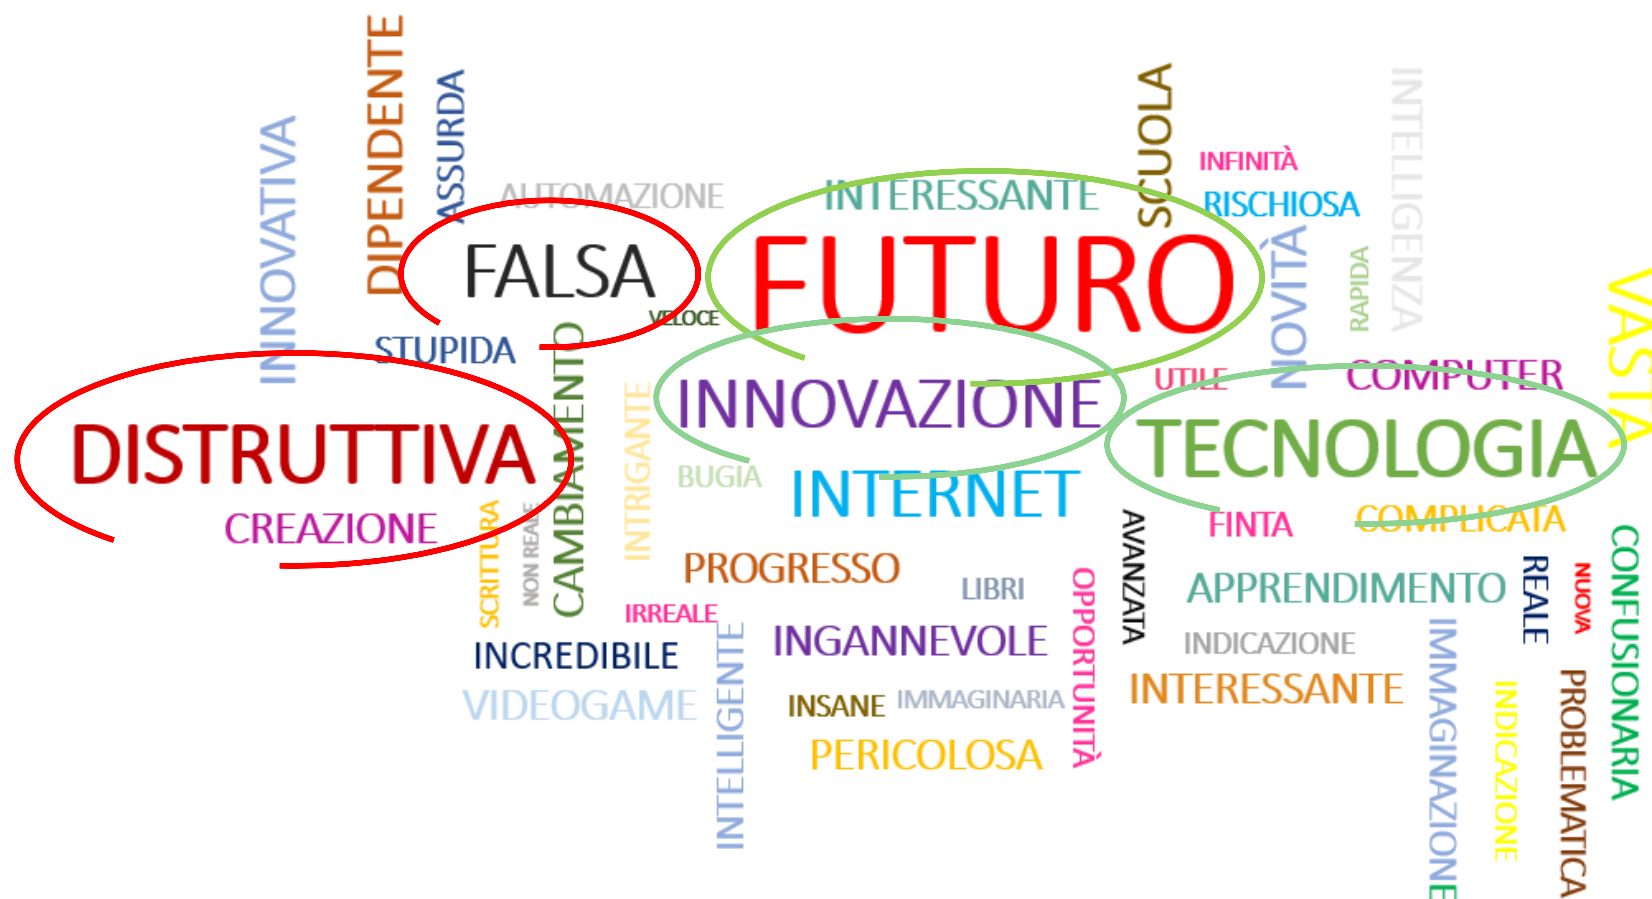 DIPENDENTE
ASSURDA
INNOVATIVA
AUTOMAZIONE
INTERESSANTE
SCUOLA
INFINITÀ
RISCHIOSA
INTELLIGENZA
FALSA
FUTURO
NOVITÀ
RAPIDA
VASTA
VELOCE
STUPIDA
CAMBIAMENTO
INTRIGANTE
INNOVAZIONE
UTILE
COMPUTER
DISTRUTTIVA
TECNOLOGIA
BUGIA
INTERNET
CREAZIONE
SCRITTURA
NON REALE
AVANZATA
FINTA
COMPLICATA
CONFUSIONARIA
PROGRESSO
LIBRI
OPPORTUNITÀ
APPRENDIMENTO
REALE
NUOVA
IRREALE
INCREDIBILE
INGANNEVOLE
INDICAZIONE
VIDEOGAME
INTELLIGENTE
INSANE
IMMAGINARIA
INTERESSANTE
IMMAGINAZIONE
INDICAZIONE
PROBLEMATICA
PERICOLOSA